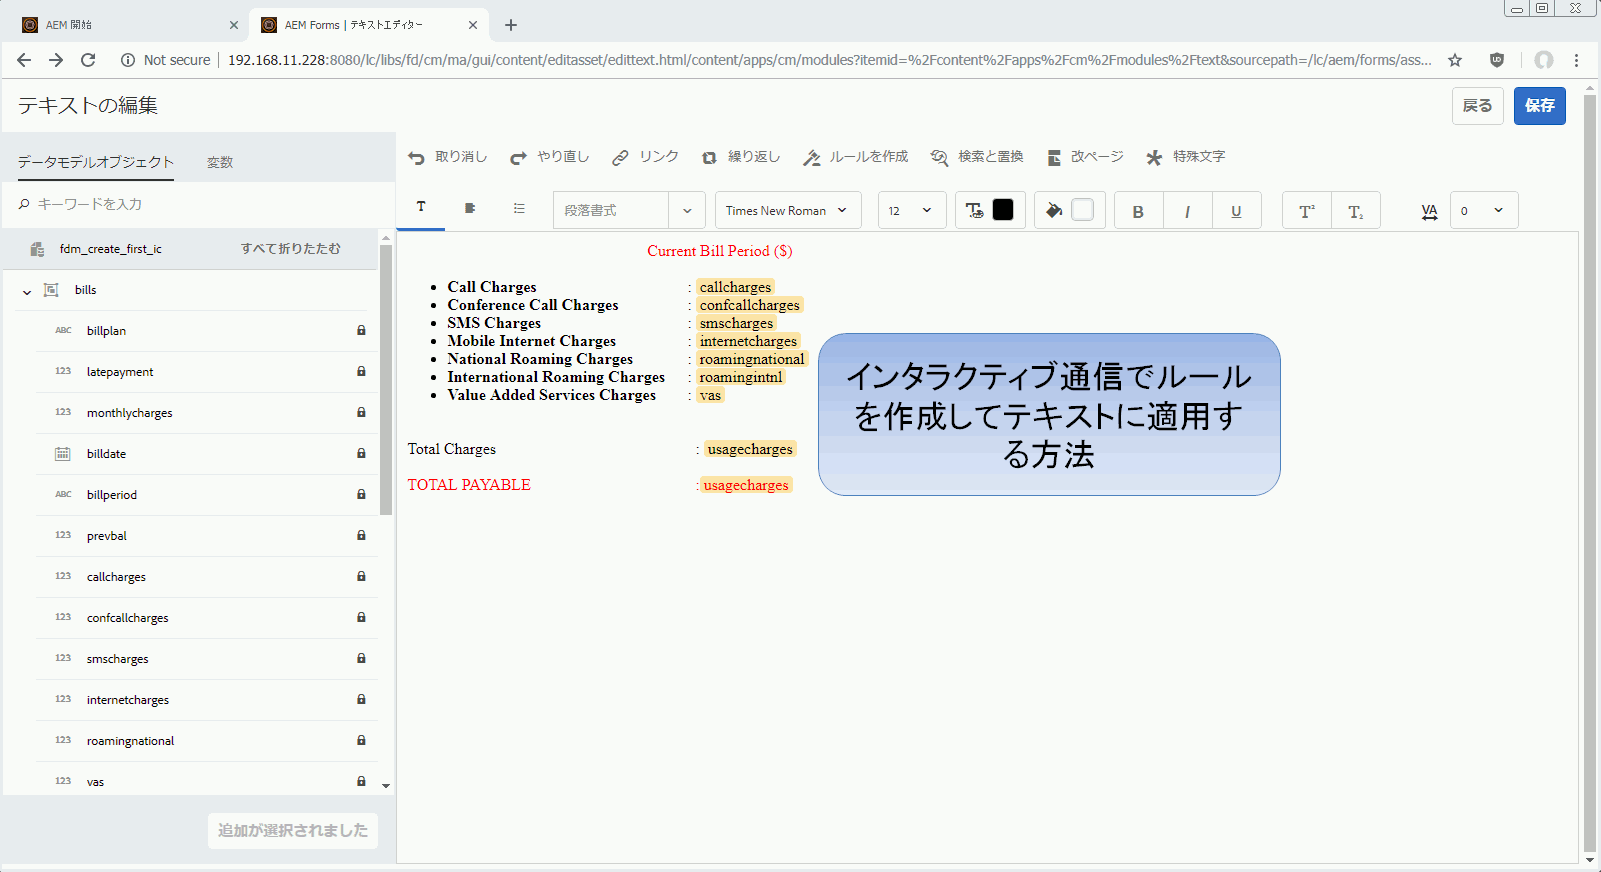 AEM 開始
AEM Forms | テキストエディター
Not secure
192.168.11.228:8080/lc/libs/fd/cm/ma/gui/content/editasset/edittext.html/content/apps/cm/modules?itemid=%2Fcontent%2Fapps%2Fcm%2Fmodules%2Ftext&sourcepath=/lc/aem/forms/ass...
テキストの編集
戻る
保存
データモデルオブジェクト
変数
取り消し
やり直し
リンク
繰り返し
ルールを作成
検索と置換
改ページ
特殊文字
キーワードを入力
T
段落書式
Times New Roman
12
B
I
U
T²
T₂
VA
0
fdm_create_first_ic
すべて折りたたむ
bills
ABC billplan
123 latepayment
123 monthlycharges
billdate
ABC billperiod
123 prevbal
123 callcharges
123 confcallcharges
123 smscharges
123 internetcharges
123 roamingnational
123 vas
追加が選択されました
Current Bill Period ($)
• Call Charges : callcharges
• Conference Call Charges : confcallcharges
• SMS Charges : smscharges
• Mobile Internet Charges : internetcharges
• National Roaming Charges : roamingnational
• International Roaming Charges : roamingintnl
• Value Added Services Charges : vas
Total Charges : usagecharges
TOTAL PAYABLE : usagecharges
インタラクティブ通信でルール
を作成してテキストに適用す
る方法